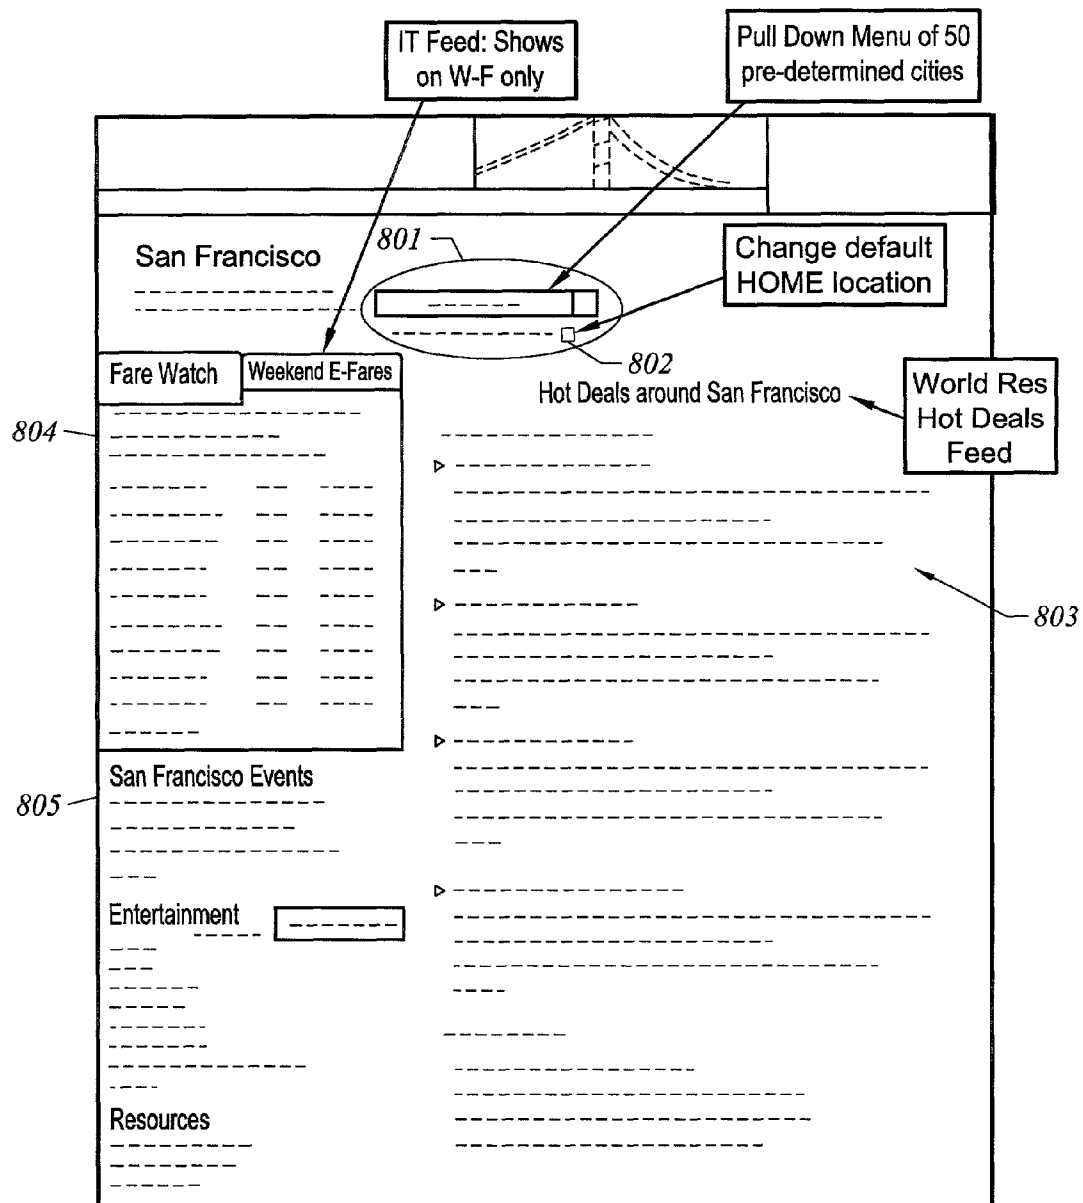 IT Feed: Shows
on W-F only
Pull Down Menu of 50
pre-determined cities
San Francisco
801
Change default
HOME location
802
Fare Watch
Weekend E-Fares
Hot Deals around San Francisco
World Res
Hot Deals
Feed
804
803
San Francisco Events
805
Entertainment
Resources